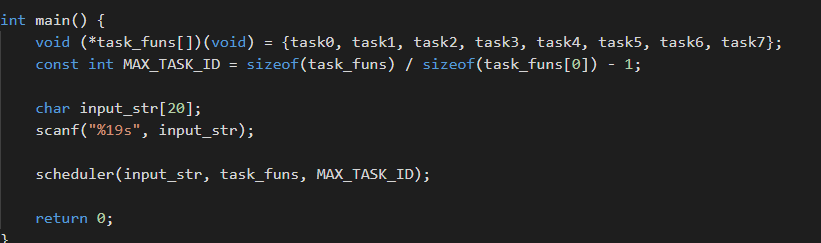 int main() {
    void (*task_funs[])(void) = {task0, task1, task2, task3, task4, task5, task6, task7};
    const int MAX_TASK_ID = sizeof(task_funs) / sizeof(task_funs[0]) - 1;
    char input_str[20];
    scanf("%19s", input_str);
    scheduler(input_str, task_funs, MAX_TASK_ID);
    return 0;
}